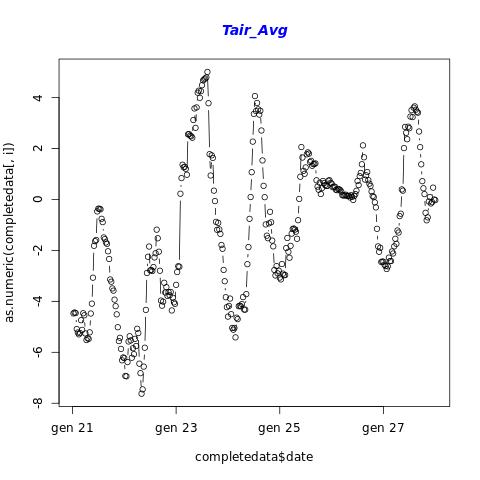 Tair_Avg
as.numeric(completedata[, i])
4
2
0
-2
-4
-6
-8
gen 21 gen 23 gen 25 gen 27
completedata$date